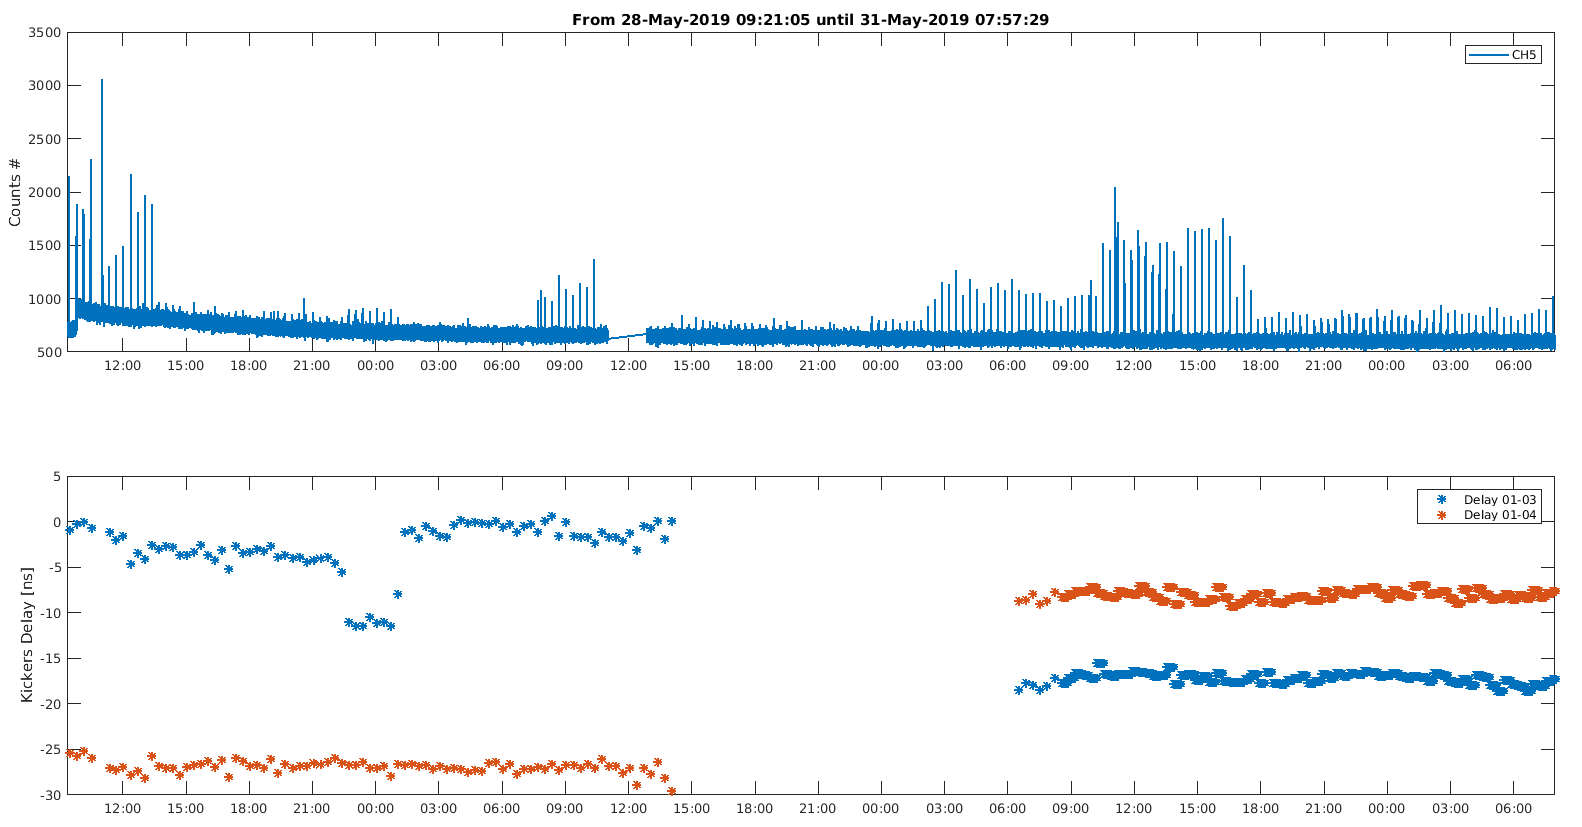 From 28-May-2019 09:21:05 until 31-May-2019 07:57:29
3500
3000
2500
2000
1500
1000
500
Counts #
CH5
12:00 15:00 18:00 21:00 00:00 03:00 06:00 09:00 12:00 15:00 18:00 21:00 00:00 03:00 06:00 09:00 12:00 15:00 18:00 21:00 00:00 03:00 06:00
5
0
-5
-10
-15
-20
-25
-30
Kickers Delay [ns]
Delay 01-03
Delay 01-04
12:00 15:00 18:00 21:00 00:00 03:00 06:00 09:00 12:00 15:00 18:00 21:00 00:00 03:00 06:00 09:00 12:00 15:00 18:00 21:00 00:00 03:00 06:00